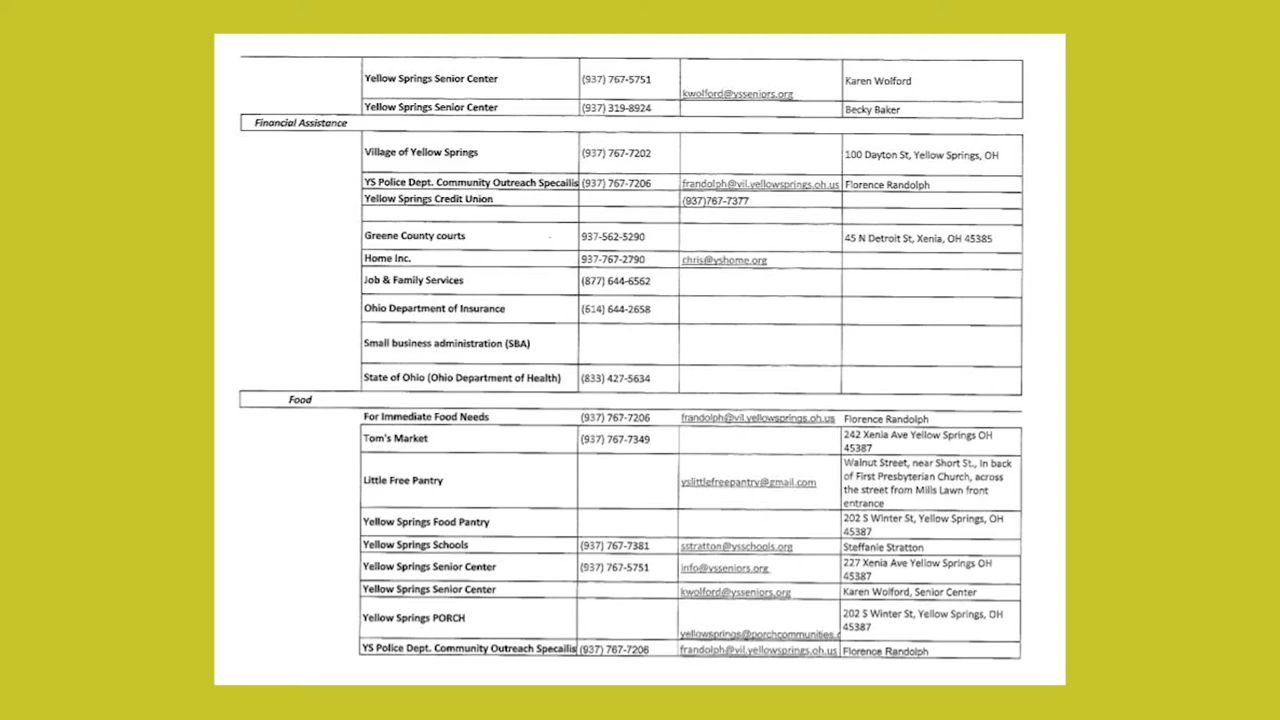 Yellow Springs Senior Center (937) 767-5751 kwolford@ysseniors.org Karen Wolford
Yellow Springs Senior Center (937) 319-8924 Becky Baker
Financial Assistance
Village of Yellow Springs (937) 767-7202 100 Dayton St, Yellow Springs, OH
YS Police Dept. Community Outreach Specailis (937) 767-7206 frandolph@vil.yellowsprings.oh.us Florence Randolph
Yellow Springs Credit Union (937)767-7377
Greene County courts 937-562-5290 45 N Detroit St, Xenia, OH 45385
Home Inc. 937-767-2790 chris@yshome.org
Job & Family Services (877) 644-6562
Ohio Department of Insurance (614) 644-2658
Small business administration (SBA)
State of Ohio (Ohio Department of Health) (833) 427-5634
Food
For Immediate Food Needs (937) 767-7206 frandolph@vil.yellowsprings.oh.us Florence Randolph
Tom's Market (937) 767-7349 242 Xenia Ave Yellow Springs OH
45387
Little Free Pantry yslittlefreepantry@gmail.com Walnut Street, near Short St., In back
of First Presbyterian Church, across
the street from Mills Lawn front
entrance
Yellow Springs Food Pantry 202 S Winter St, Yellow Springs, OH
45387
Yellow Springs Schools (937) 767-7381 sstratton@ysschools.org Steffanie Stratton
Yellow Springs Senior Center (937) 767-5751 info@ysseniors.org 227 Xenia Ave Yellow Springs OH
45387
Yellow Springs Senior Center kwolford@ysseniors.org Karen Wolford, Senior Center
Yellow Springs PORCH yellowsprings@porchcommunities.c 202 S Winter St, Yellow Springs, OH
45387
YS Police Dept. Community Outreach Specailis (937) 767-7206 frandolph@vil.yellowsprings.oh.us Florence Randolph